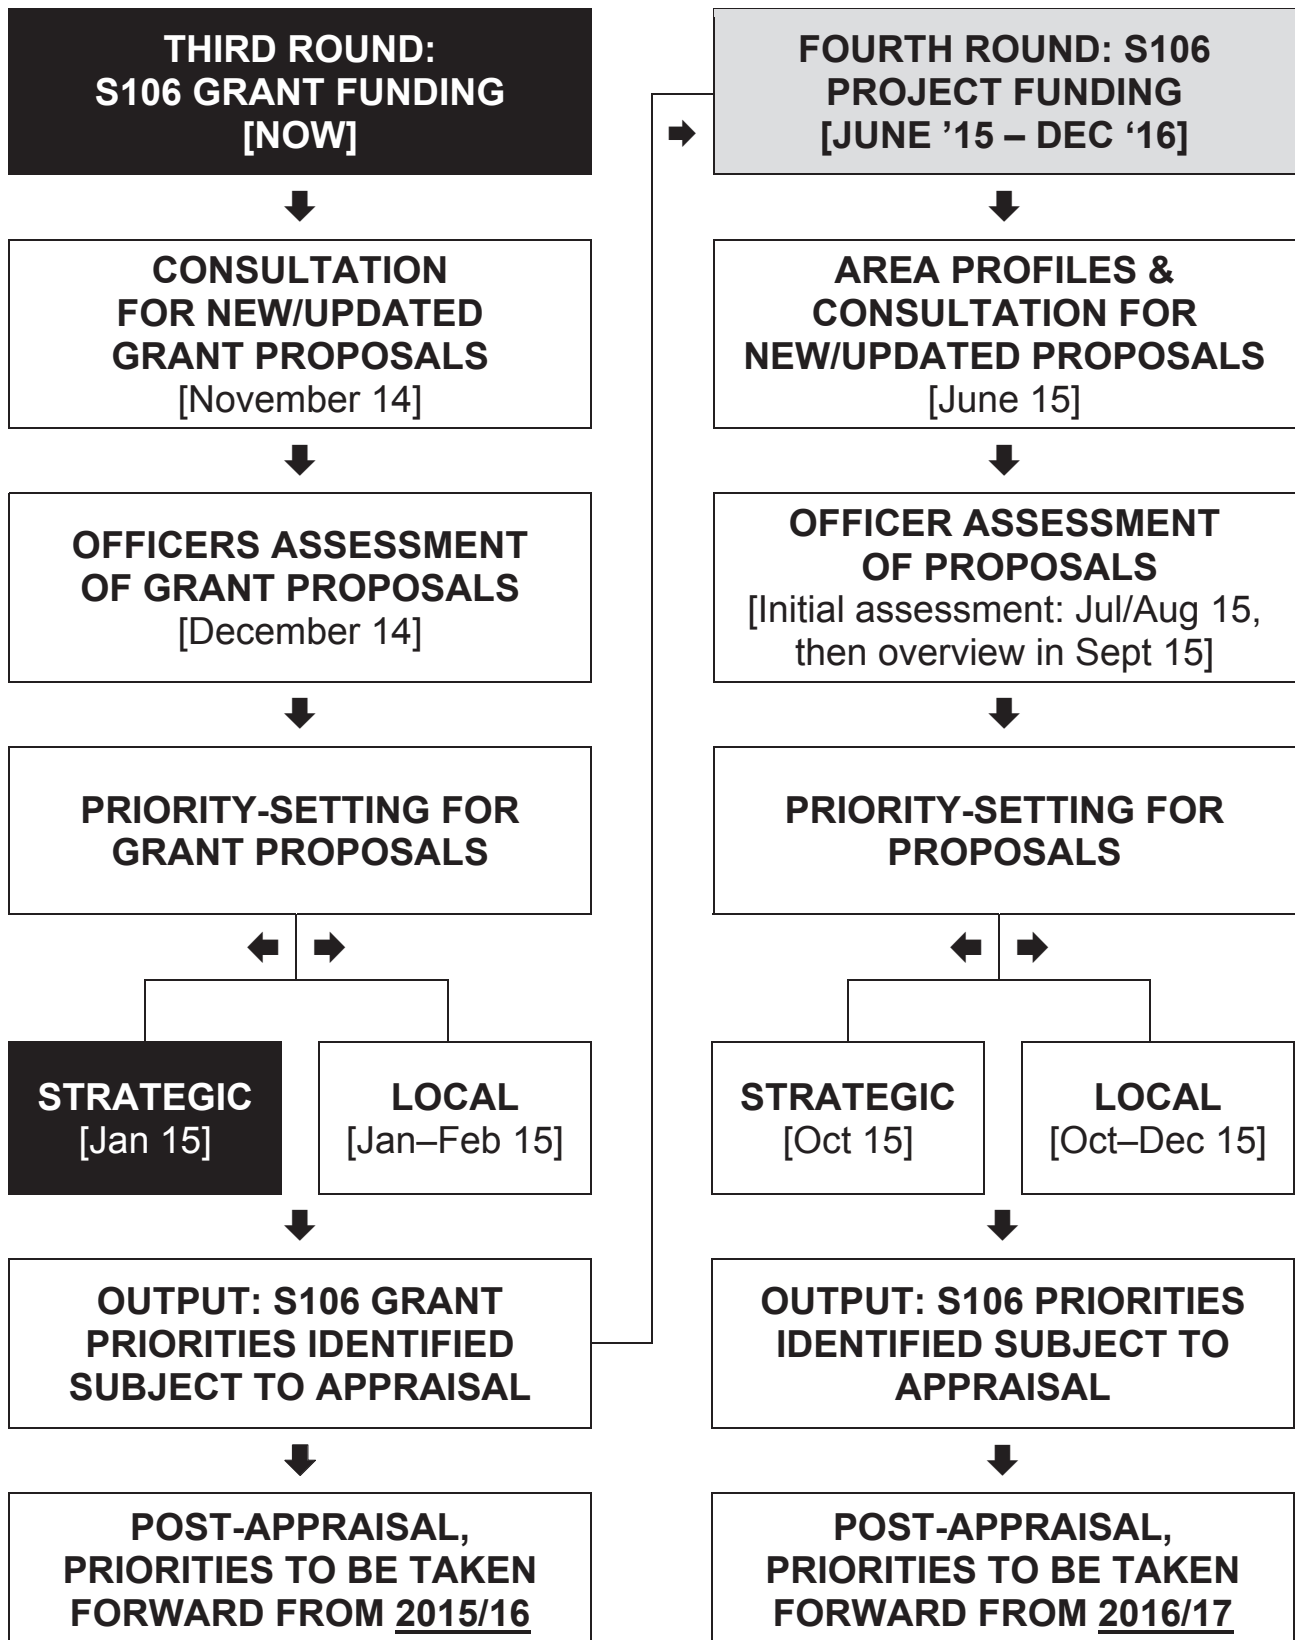 THIRD ROUND:
S106 GRANT FUNDING
[NOW]
CONSULTATION
FOR NEW/UPDATED
GRANT PROPOSALS
[November 14]
OFFICERS ASSESSMENT
OF GRANT PROPOSALS
[December 14]
PRIORITY-SETTING FOR
GRANT PROPOSALS
STRATEGIC
[Jan 15]
LOCAL
[Jan–Feb 15]
OUTPUT: S106 GRANT
PRIORITIES IDENTIFIED
SUBJECT TO APPRAISAL
POST-APPRAISAL,
PRIORITIES TO BE TAKEN
FORWARD FROM 2015/16
FOURTH ROUND: S106
PROJECT FUNDING
[JUNE ’15 – DEC ‘16]
AREA PROFILES &
CONSULTATION FOR
NEW/UPDATED PROPOSALS
[June 15]
OFFICER ASSESSMENT
OF PROPOSALS
[Initial assessment: Jul/Aug 15,
then overview in Sept 15]
PRIORITY-SETTING FOR
PROPOSALS
STRATEGIC
[Oct 15]
LOCAL
[Oct–Dec 15]
OUTPUT: S106 PRIORITIES
IDENTIFIED SUBJECT TO
APPRAISAL
POST-APPRAISAL,
PRIORITIES TO BE TAKEN
FORWARD FROM 2016/17